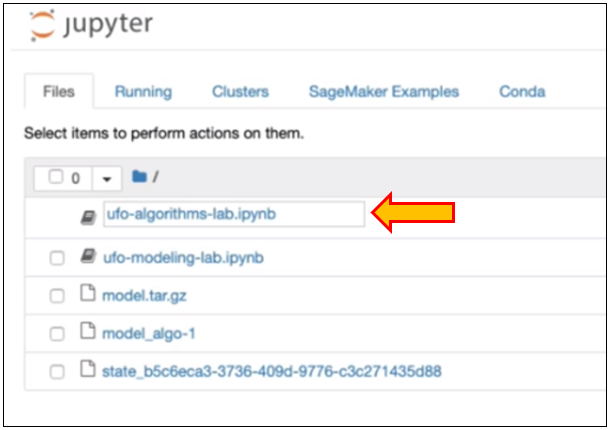 jupyter
Files Running Clusters SageMaker Examples Conda
Select items to perform actions on them.
0 /
ufo-algorithms-lab.ipynb
ufo-modeling-lab.ipynb
model.tar.gz
model_algo-1
state_b5c6eca3-3736-409d-9776-c3c271435d88